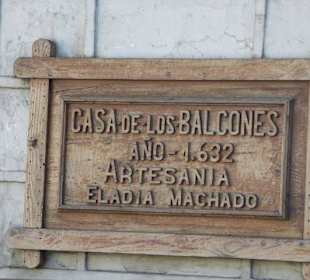 CASA-DE-LOS-BALCONES
AÑO-1.632
ARTESANIA
ELADIA MACHADO